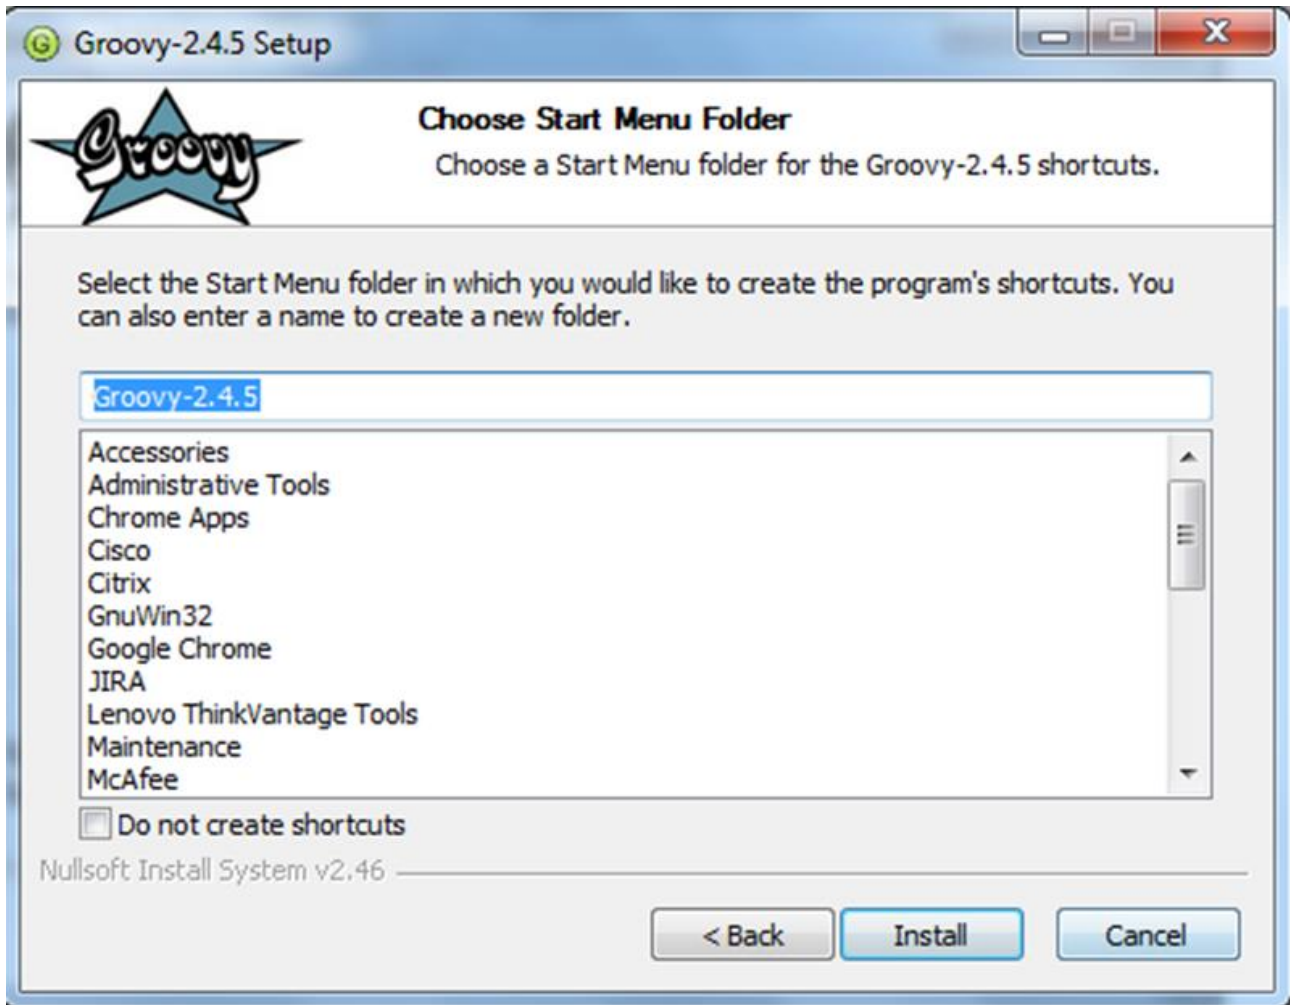 Groovy-2.4.5 Setup
Groovy
Choose Start Menu Folder
Choose a Start Menu folder for the Groovy-2.4.5 shortcuts.
Select the Start Menu folder in which you would like to create the program's shortcuts. You
can also enter a name to create a new folder.
Groovy-2.4.5
Accessories
Administrative Tools
Chrome Apps
Cisco
Citrix
GnuWin32
Google Chrome
JIRA
Lenovo ThinkVantage Tools
Maintenance
McAfee
Do not create shortcuts
Nullsoft Install System v2.46
< Back
Install
Cancel